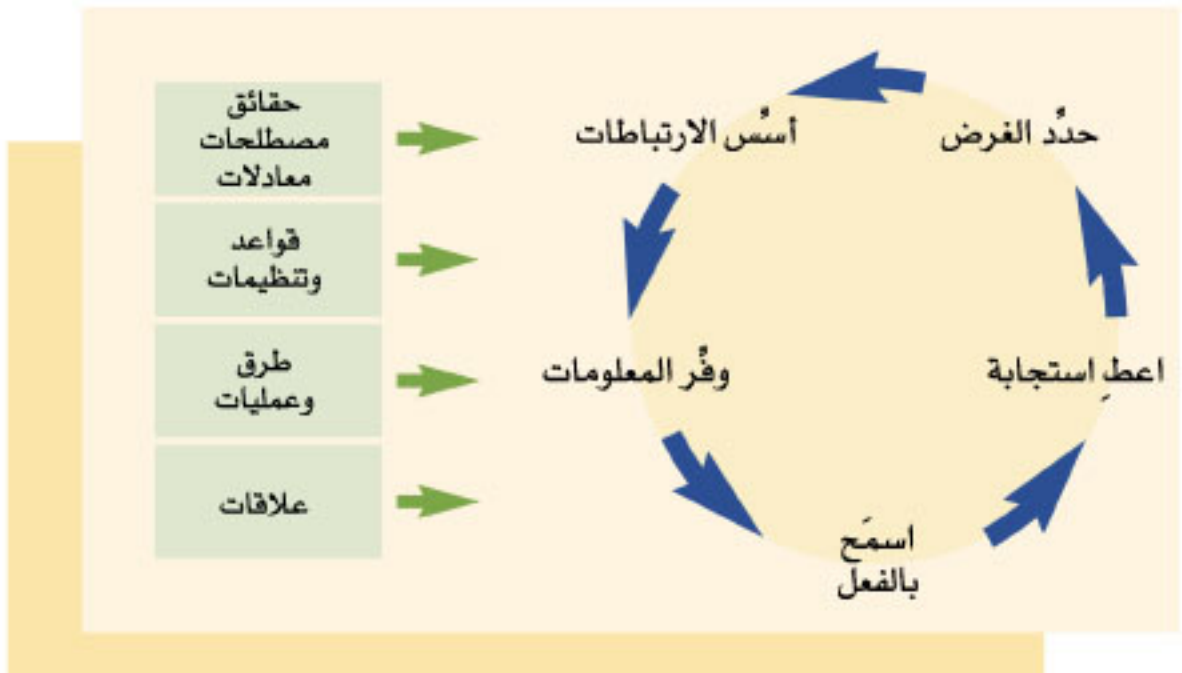 حدِّد الغرض
أسِّس الارتباطات
وفِّر المعلومات
اسمَح
بالفعل
اعطِ استجابة
حقائق
مصطلحات
معادلات
قواعد
وتنظيمات
طرق
وعمليات
علاقات